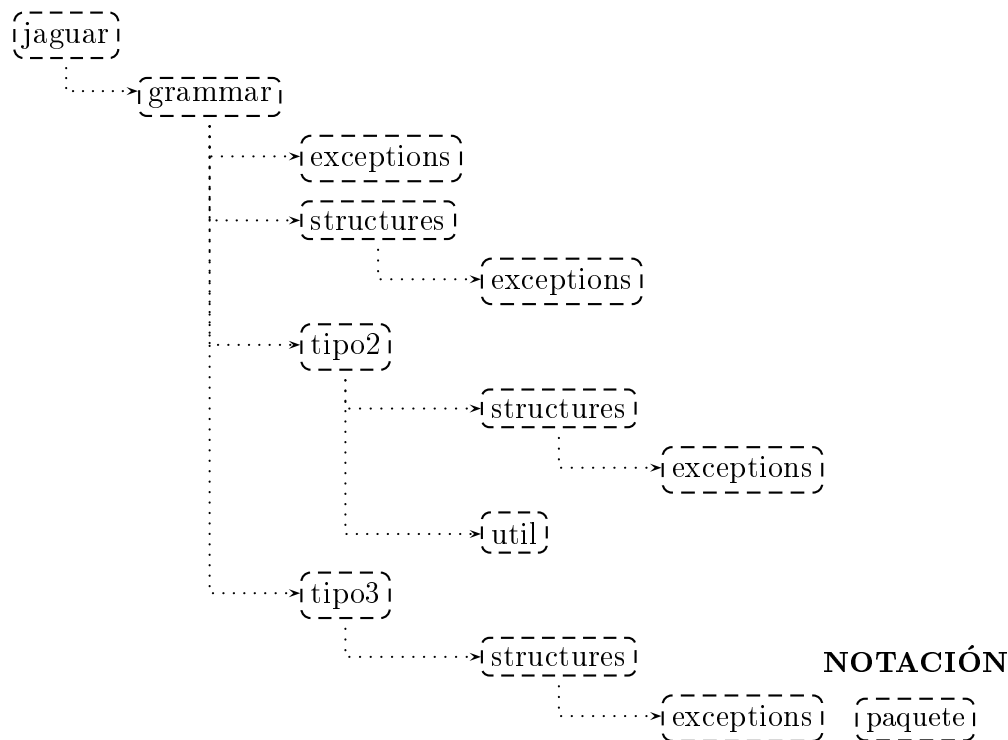 jaguar
grammar
exceptions
structures
exceptions
tipo2
structures
exceptions
util
tipo3
structures
NOTACIÓN
exceptions
paquete